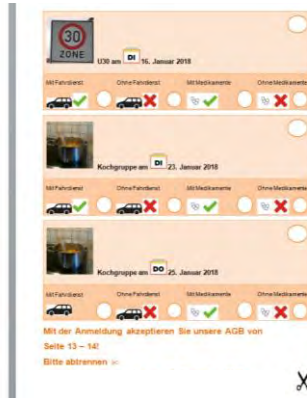 30
ZONE
U30 am DI 16. Januar 2018
Mit Fahrdienst Ohne Fahrdienst Mit Medikamente Ohne Medikamente
Kochgruppe am DI 23. Januar 2018
Mit Fahrdienst Ohne Fahrdienst Mit Medikamente Ohne Medikamente
Kochgruppe am DO 25. Januar 2018
Mit Fahrdienst Ohne Fahrdienst Mit Medikamente Ohne Medikamente
Mit der Anmeldung akzeptieren Sie unsere AGB von
Seite 13 – 14!
Bitte abtrennen